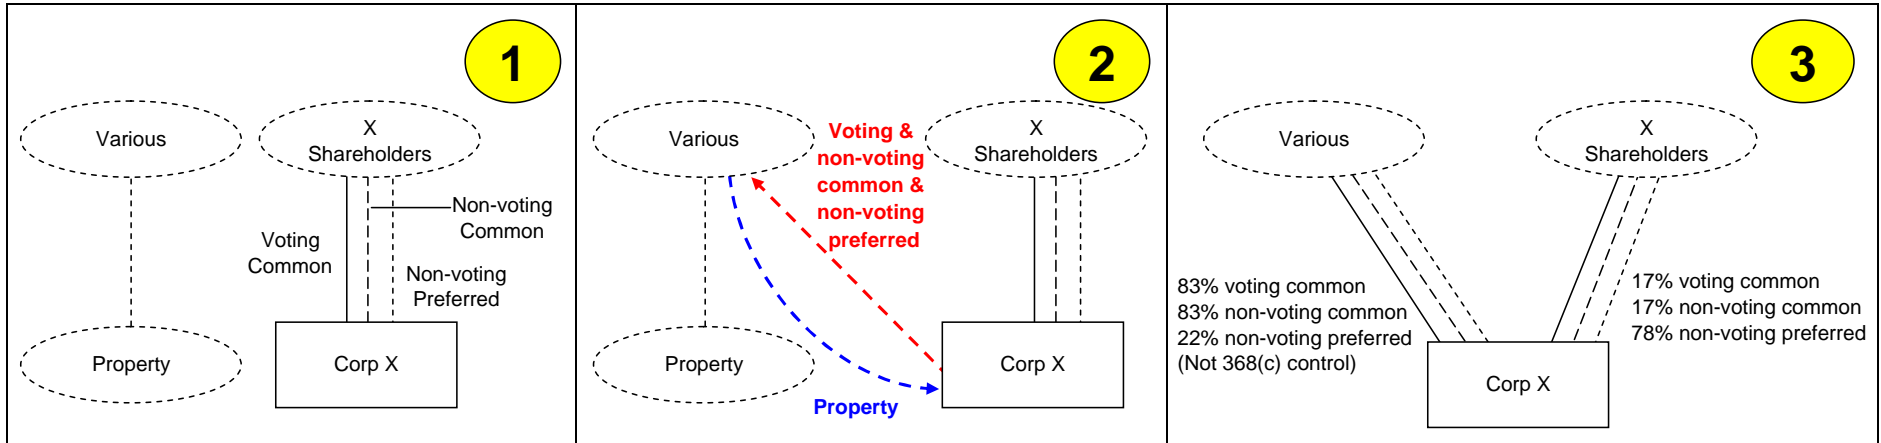 1
Various
X
Shareholders
Non-voting
Common
Voting
Common
Non-voting
Preferred
Property
Corp X
2
Various
Voting &
non-voting
common &
non-voting
preferred
X
Shareholders
Property
Property
Corp X
3
Various
X
Shareholders
83% voting common
83% non-voting common
22% non-voting preferred
(Not 368(c) control)
17% voting common
17% non-voting common
78% non-voting preferred
Corp X